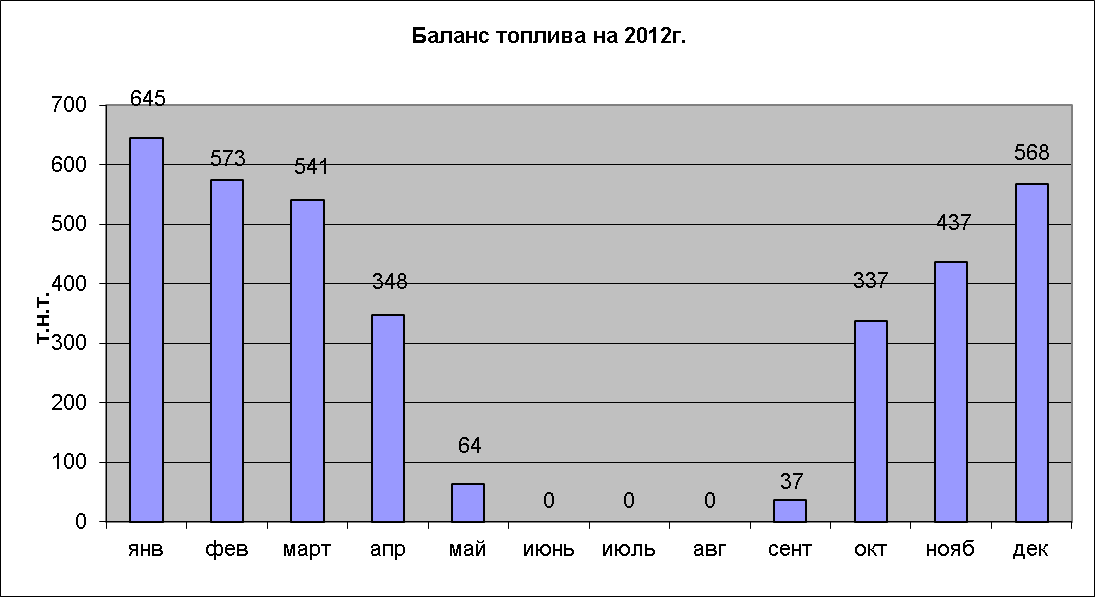 Баланс топлива на 2012г.
т.н.т.
700
600
500
400
300
200
100
0
645
573
541
348
64
0
0
0
37
337
437
568
янв
фев
март
апр
май
июнь
июль
авг
сент
окт
нояб
дек